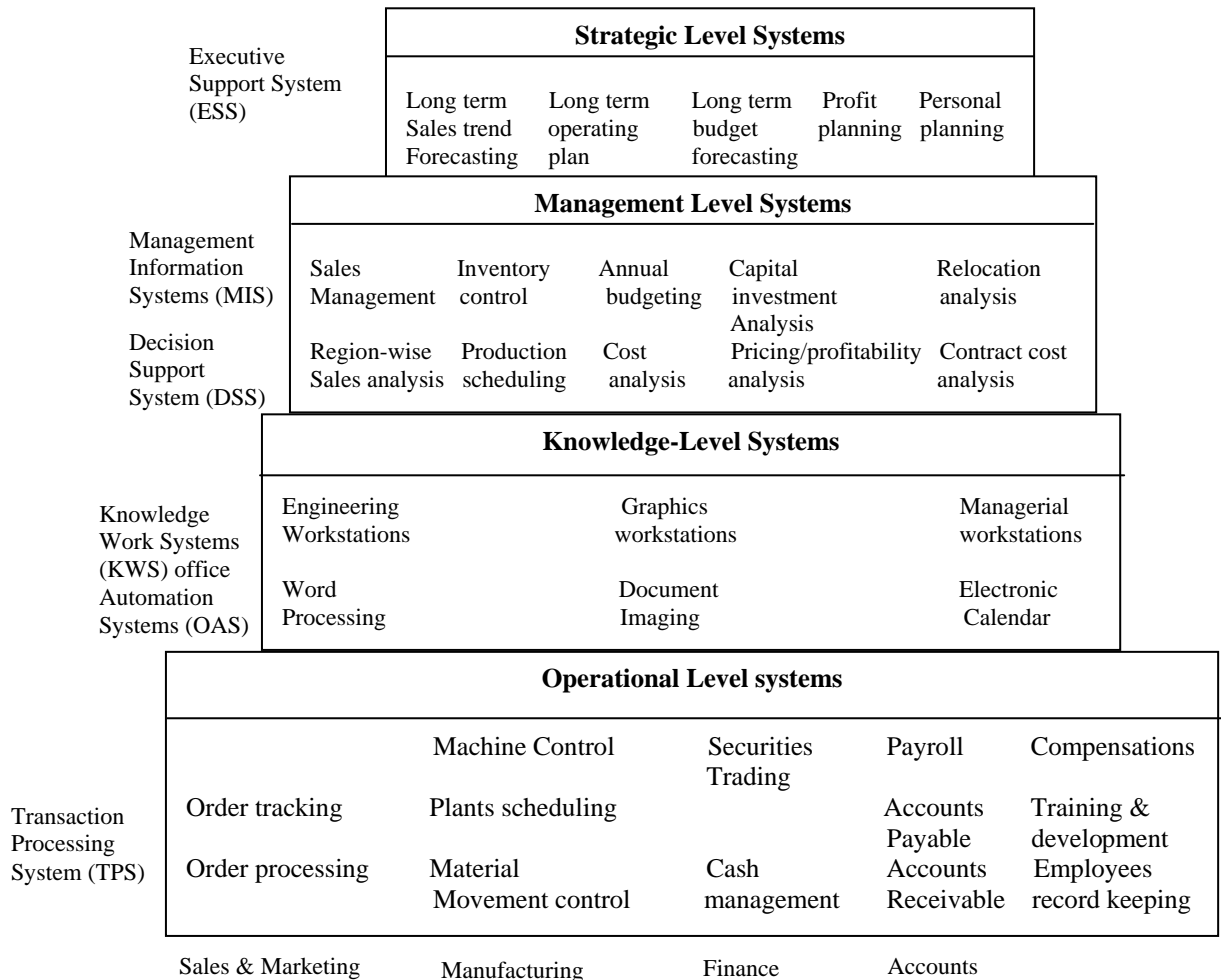 Strategic Level Systems
Executive
Support System
(ESS)
Long term Long term Long term Profit Personal
Sales trend operating budget planning planning
Forecasting plan forecasting
Management Level Systems
Management
Information
Systems (MIS)
Sales Inventory Annual Capital Relocation
Management control budgeting investment analysis
Analysis
Decision
Support
System (DSS)
Region-wise Production Cost Pricing/profitability Contract cost
Sales analysis scheduling analysis analysis analysis
Knowledge-Level Systems
Knowledge
Work Systems
(KWS) office
Automation
Systems (OAS)
Engineering Graphics Managerial
Workstations workstations workstations
Word Document Electronic
Processing Imaging Calendar
Operational Level systems
Transaction
Processing
System (TPS)
Machine Control Securities Payroll Compensations
Trading
Order tracking Plants scheduling Accounts Training &
Payable development
Order processing Material Cash Accounts Employees
Movement control management Receivable record keeping
Sales & Marketing Manufacturing Finance Accounts